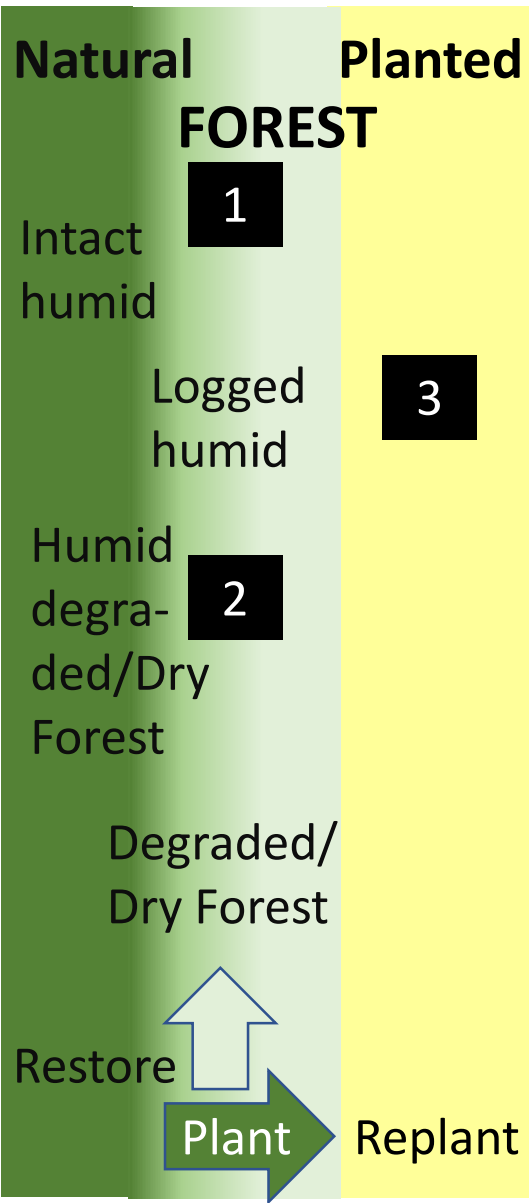 Natural Planted
FOREST
1
Intact
humid
Logged
humid
3
Humid
degra-
ded/Dry
Forest
2
Degraded/
Dry Forest
Restore
Plant
Replant